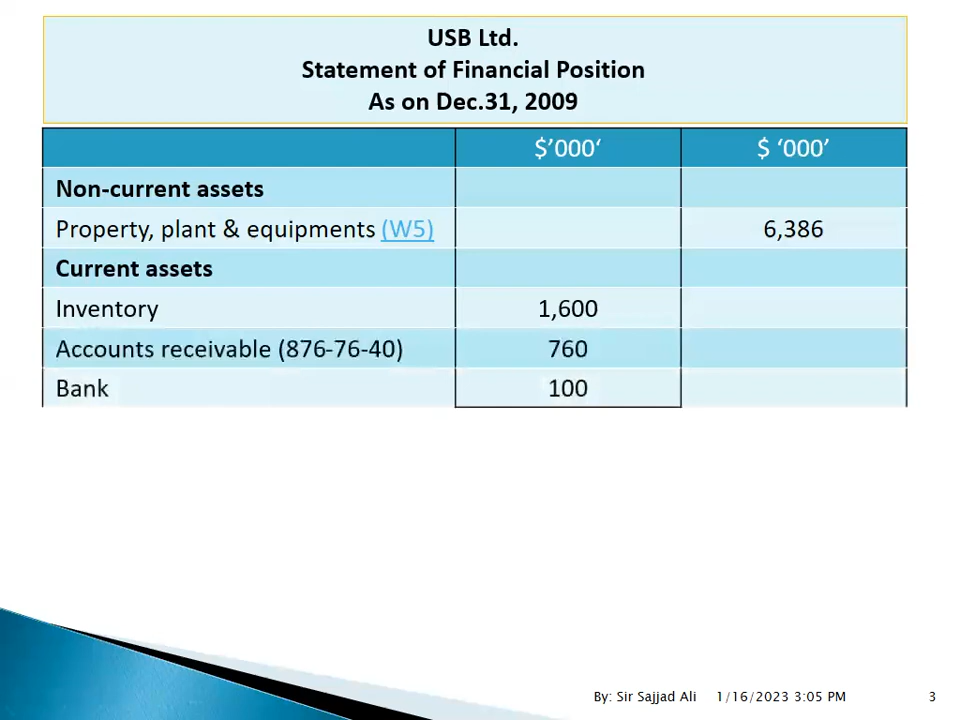 USB Ltd.
Statement of Financial Position
As on Dec.31, 2009
$’000‘ $ ‘000’
Non-current assets
Property, plant & equipments (W5) 6,386
Current assets
Inventory 1,600
Accounts receivable (876-76-40) 760
Bank 100
By: Sir Sajjad Ali 1/16/2023 3:05 PM 3